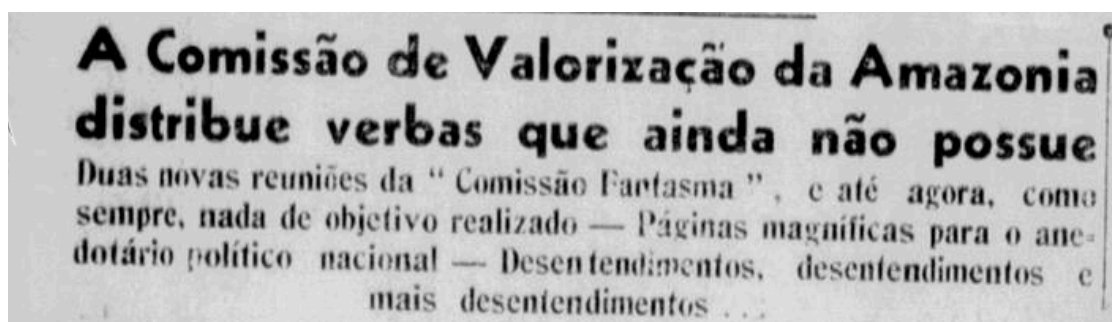 A Comissão de Valorização da Amazonia
distribue verbas que ainda não possue
Duas novas reuniões da " Comissão Fantasma ", e até agora, como
sempre, nada de objetivo realizado — Páginas magníficas para o ane-
dotário político nacional — Desentendimentos, desentendimentos e
mais desentendimentos ...